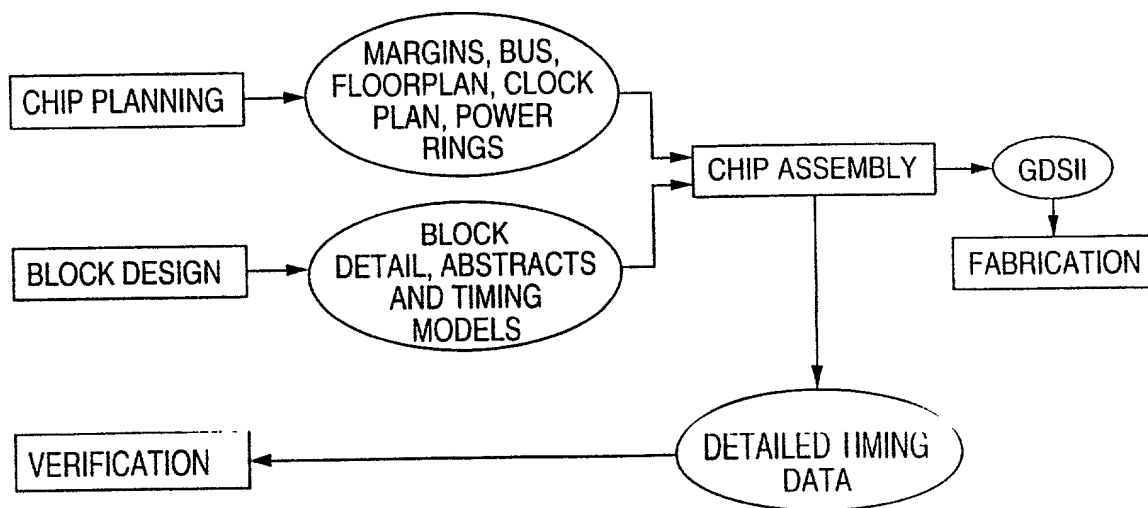 CHIP PLANNING
MARGINS, BUS,
FLOORPLAN, CLOCK
PLAN, POWER
RINGS
CHIP ASSEMBLY
GDSII
FABRICATION
BLOCK DESIGN
BLOCK
DETAIL, ABSTRACTS
AND TIMING
MODELS
VERIFICATION
DETAILED TIMING
DATA